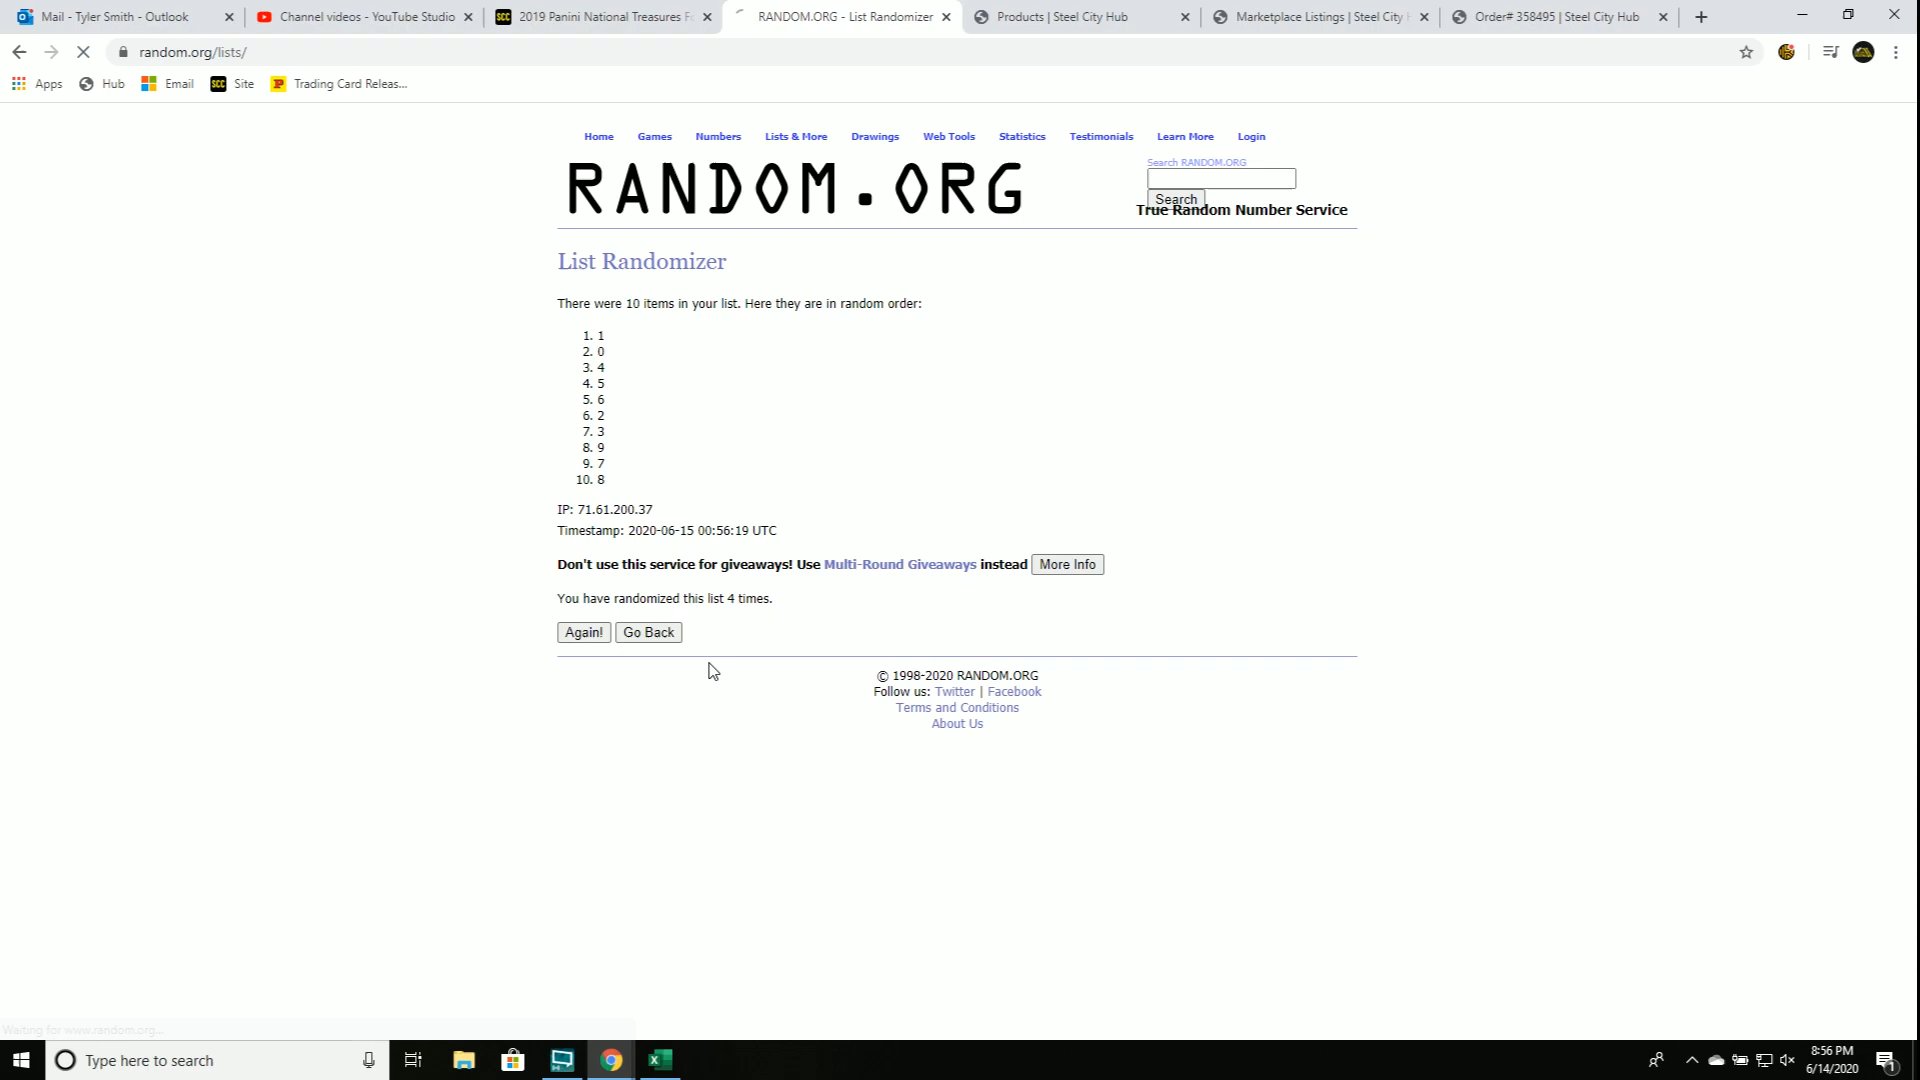 Mail - Tyler Smith - Outlook
Channel videos - YouTube Studio
SCC 2019 Panini National Treasures F
RANDOM.ORG - List Randomizer
Products | Steel City Hub
Marketplace Listings | Steel City
Order# 358495 | Steel City Hub
random.org/lists/
Apps Hub Email SCC Site Trading Card Releas...
Home Games Numbers Lists & More Drawings Web Tools Statistics Testimonials Learn More Login
RANDOM.ORG
Search RANDOM.ORG
Search
True Random Number Service
List Randomizer
There were 10 items in your list. Here they are in random order:
1. 1
2. 0
3. 4
4. 5
5. 6
6. 2
7. 3
8. 9
9. 7
10. 8
IP: 71.61.200.37
Timestamp: 2020-06-15 00:56:19 UTC
Don't use this service for giveaways! Use Multi-Round Giveaways instead More Info
You have randomized this list 4 times.
Again! Go Back
© 1998-2020 RANDOM.ORG
Follow us: Twitter | Facebook
Terms and Conditions
About Us
Waiting for www.random.org...
Type here to search
8:56 PM
6/14/2020
1